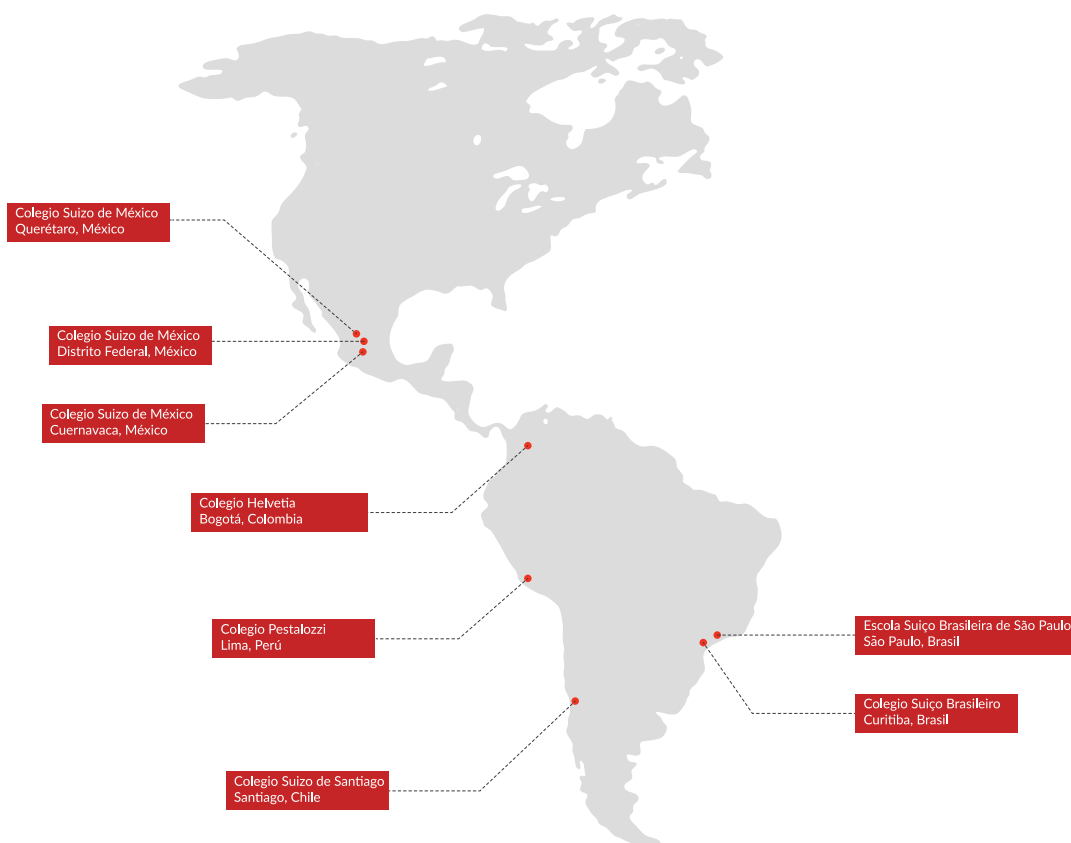 Colegio Suizo de México
Querétaro, México
Colegio Suizo de México
Distrito Federal, México
Colegio Suizo de México
Cuernavaca, México
Colegio Helvetia
Bogotá, Colombia
Colegio Pestalozzi
Lima, Perú
Escola Suiço Brasileira de São Paulo
São Paulo, Brasil
Colegio Suiço Brasileiro
Curitiba, Brasil
Colegio Suizo de Santiago
Santiago, Chile